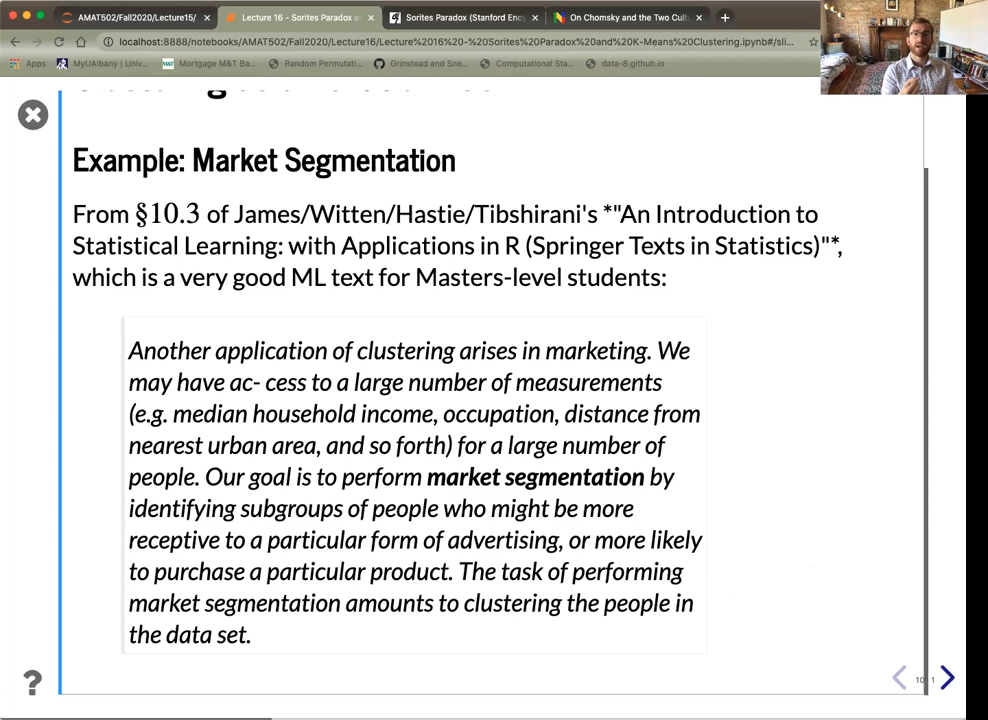 AMAT502/Fall2020/Lecture15/
Lecture 16 - Sorites Paradox a
Sorites Paradox (Stanford Enc
On Chomsky and the Two Cult
localhost:8888/notebooks/AMAT502/Fall2020/Lecture16/Lecture%2016%20-%20Sorites%20Paradox%20and%20K-Means%20Clustering.ipynb#/sli...
Apps
MyUAlbany | Univ...
Mortgage M&T Ba...
Random Permutati...
Grinstead and Sne...
Computational Sta...
data-8.github.io
Example: Market Segmentation
From §10.3 of James/Witten/Hastie/Tibshirani's *"An Introduction to
Statistical Learning: with Applications in R (Springer Texts in Statistics)"*,
which is a very good ML text for Masters-level students:
Another application of clustering arises in marketing. We
may have ac- cess to a large number of measurements
(e.g. median household income, occupation, distance from
nearest urban area, and so forth) for a large number of
people. Our goal is to perform market segmentation by
identifying subgroups of people who might be more
receptive to a particular form of advertising, or more likely
to purchase a particular product. The task of performing
market segmentation amounts to clustering the people in
the data set.
?